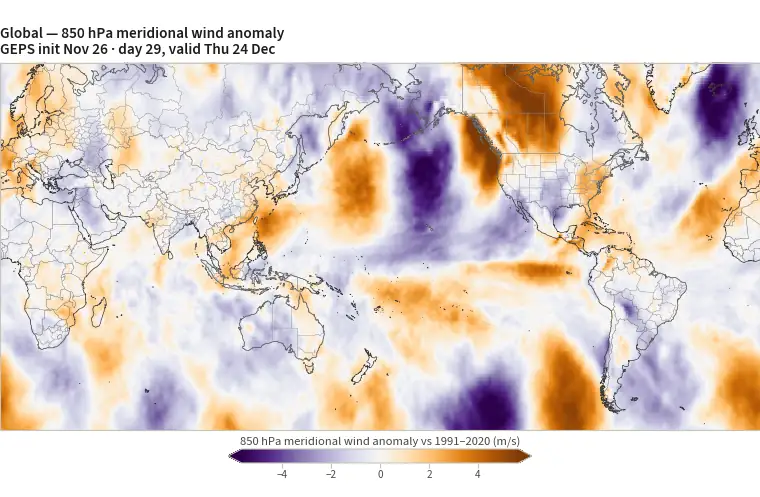 Global — 850 hPa meridional wind anomaly
GEPS init Nov 26 · day 29, valid Thu 24 Dec
850 hPa meridional wind anomaly vs 1991–2020 (m/s)
−4 −2 0 2 4